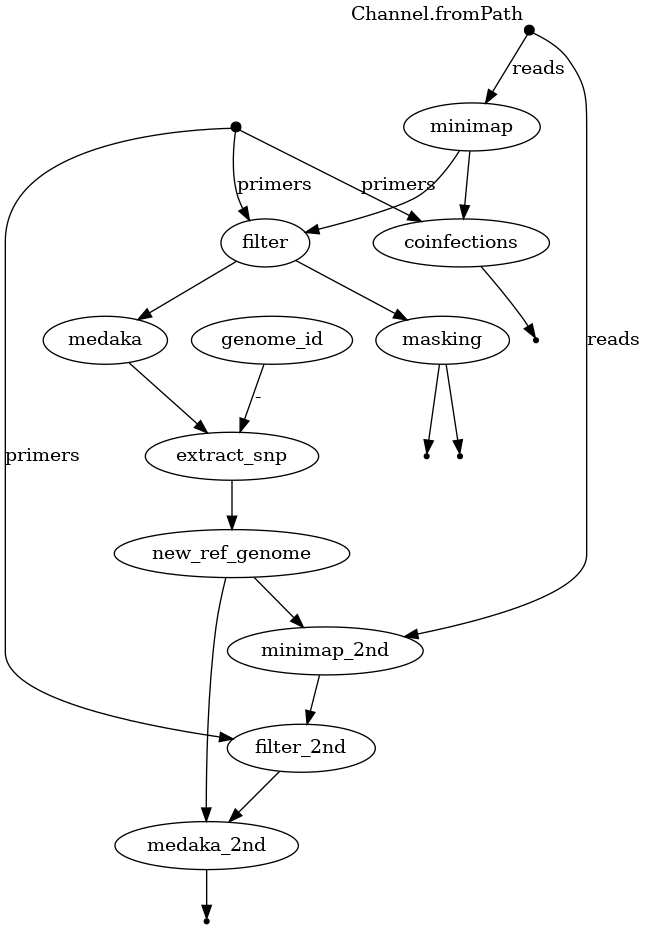 Channel.fromPath
reads
minimap
primers
primers
filter
coinfections
medaka
genome_id
masking
reads
-
primers
extract_snp
new_ref_genome
minimap_2nd
filter_2nd
medaka_2nd